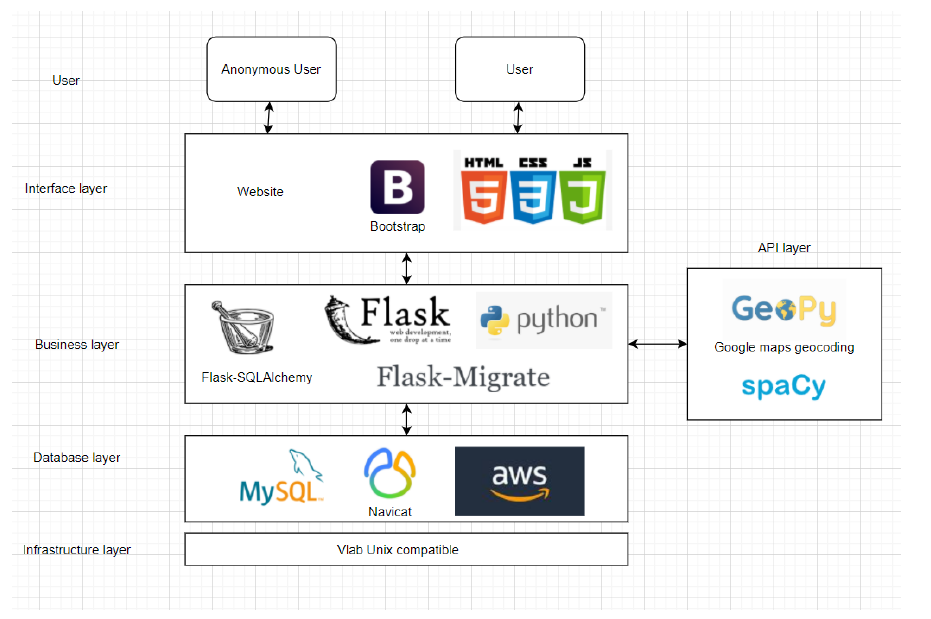 User
Anonymous User
User
Interface layer
Website
B
Bootstrap
HTML CSS JS
5 3 J
API layer
Business layer
Flask
web development,
one drop at a time
python™
Flask-SQLAlchemy
Flask-Migrate
GeoPy
Google maps geocoding
spaCy
Database layer
MySQL™
Navicat
aws
Infrastructure layer
Vlab Unix compatible